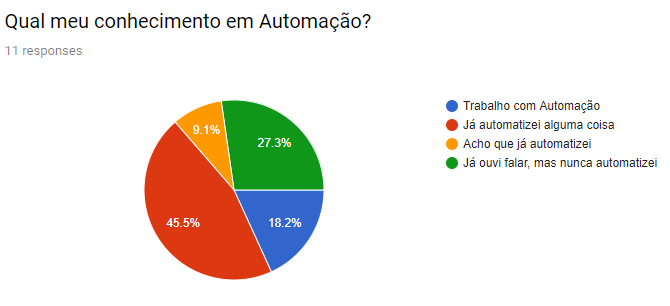 Qual meu conhecimento em Automação?
11 responses
Trabalho com Automação
Já automatizei alguma coisa
Acho que já automatizei
Já ouvi falar, mas nunca automatizei
9.1%
27.3%
45.5%
18.2%